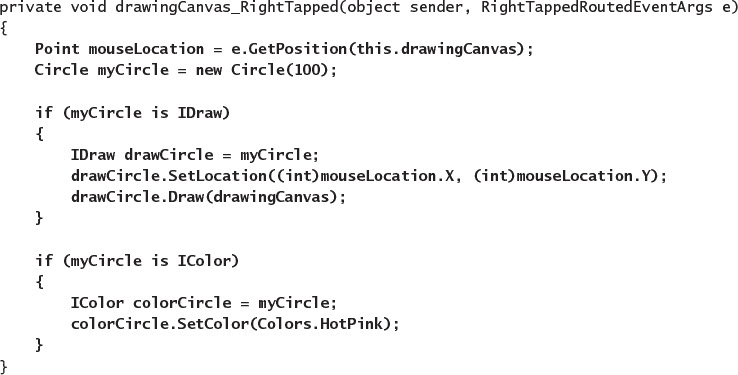 private void drawingCanvas_RightTapped(object sender, RightTappedRoutedEventArgs e)
{
    Point mouseLocation = e.GetPosition(this.drawingCanvas);
    Circle myCircle = new Circle(100);

    if (myCircle is IDraw)
    {
        IDraw drawCircle = myCircle;
        drawCircle.SetLocation((int)mouseLocation.X, (int)mouseLocation.Y);
        drawCircle.Draw(drawingCanvas);
    }

    if (myCircle is IColor)
    {
        IColor colorCircle = myCircle;
        colorCircle.SetColor(Colors.HotPink);
    }
}